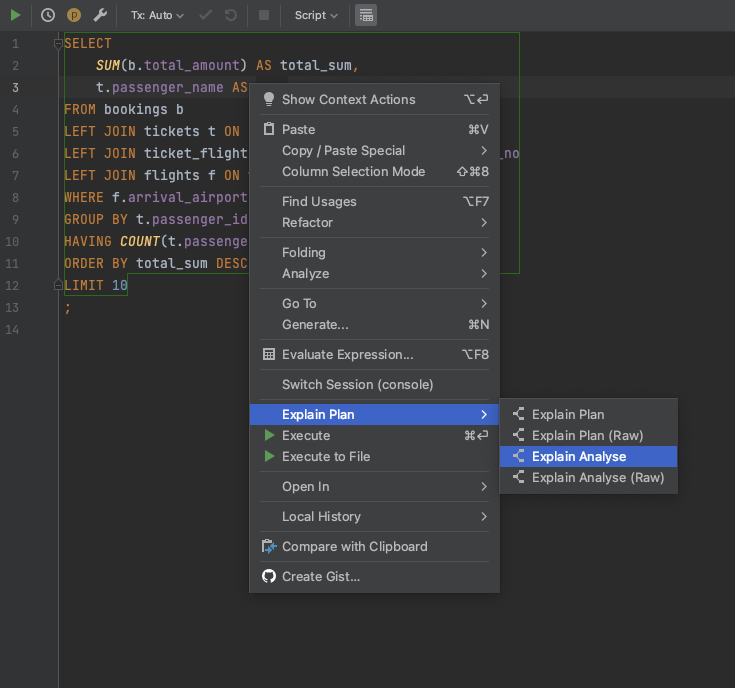 p
Tx: Auto
Script
1 SELECT
2 SUM(b.total_amount) AS total_sum,
3 t.passenger_name AS
4 FROM bookings b
5 LEFT JOIN tickets t ON
6 LEFT JOIN ticket_flight _no
7 LEFT JOIN flights f ON
8 WHERE f.arrival_airport
9 GROUP BY t.passenger_id
10 HAVING COUNT(t.passenge
11 ORDER BY total_sum DESC
12 LIMIT 10
13 ;
14
Show Context Actions ⌥⏎
Paste ⌘V
Copy / Paste Special
Column Selection Mode ⇧⌘8
Find Usages ⌥F7
Refactor
Folding
Analyze
Go To
Generate... ⌘N
Evaluate Expression... ⌥F8
Switch Session (console)
Explain Plan
Execute ⌘⏎
Execute to File
Open In
Local History
Compare with Clipboard
Create Gist...
Explain Plan
Explain Plan (Raw)
Explain Analyse
Explain Analyse (Raw)